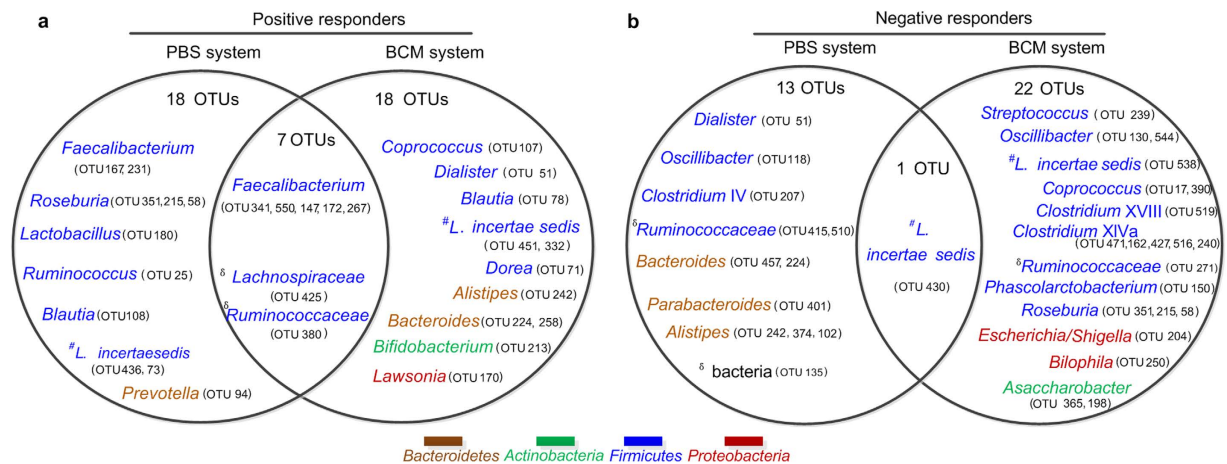 a
Positive responders
PBS system
BCM system
18 OTUs
Faecalibacterium
(OTU167, 231)
Roseburia (OTU 351,215, 58)
Lactobacillus (OTU 180)
Ruminococcus (OTU 25)
Blautia (OTU108)
#L. incertaesedis
(OTU436, 73)
Prevotella (OTU 94)
7 OTUs
Faecalibacterium
(OTU 341, 550, 147, 172, 267)
δ Lachnospiraceae
(OTU 425)
δ Ruminococcaceae
(OTU 380)
18 OTUs
Coprococcus (OTU107)
Dialister (OTU 51)
Blautia (OTU 78)
#L. incertae sedis
(OTU 451, 332)
Dorea (OTU 71)
Alistipes (OTU 242)
Bacteroides (OTU 224, 258)
Bifidobacterium (OTU 213)
Lawsonia (OTU 170)
b
Negative responders
PBS system
BCM system
13 OTUs
Dialister (OTU 51)
Oscillibacter (OTU118)
Clostridium IV (OTU 207)
δRuminococcaceae (OTU 415,510)
Bacteroides (OTU 457, 224)
Parabacteroides (OTU 401)
Alistipes (OTU 242, 374, 102)
δ bacteria (OTU 135)
1 OTU
#L.
incertae sedis
(OTU 430)
22 OTUs
Streptococcus (OTU 239)
Oscillibacter (OTU 130, 544)
#L. incertae sedis (OTU 538)
Coprococcus (OTU 17, 390)
Clostridium XVIII (OTU 519)
Clostridium XIVa
(OTU 471,162, 427, 516, 240)
δRuminococcaceae (OTU 271)
Phascolarctobacterium (OTU 150)
Roseburia (OTU 351, 215, 58)
Escherichia/Shigella (OTU 204)
Bilophila (OTU 250)
Asaccharobacter
(OTU 365, 198)
Bacteroidetes Actinobacteria Firmicutes Proteobacteria